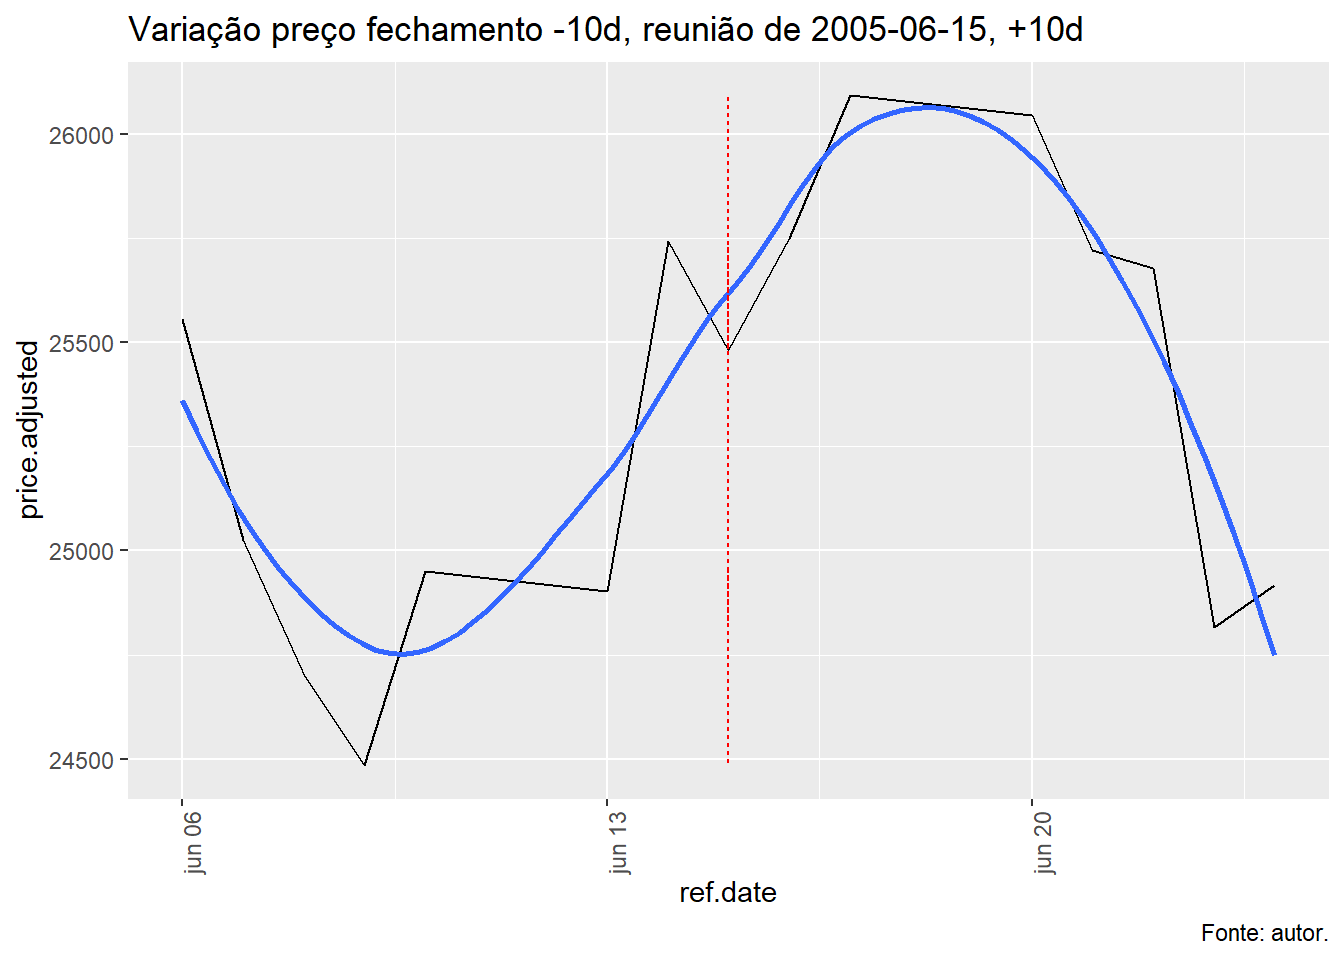 Variação preço fechamento -10d, reunião de 2005-06-15, +10d
26000
25500
25000
24500
price.adjusted
jun 06
jun 13
jun 20
ref.date
Fonte: autor.